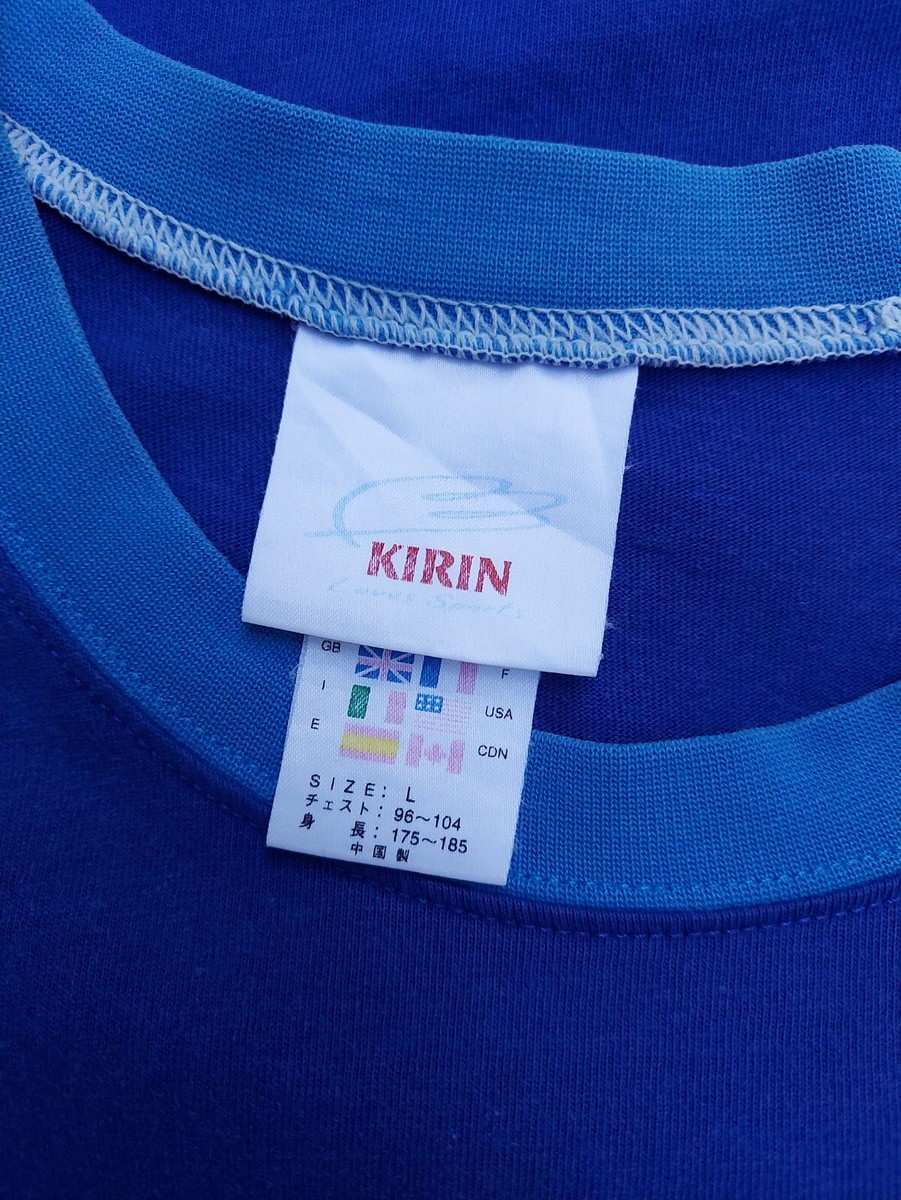 KIRIN
Loves Sports
GB F
I USA
E CDN
SIZE: L
チェスト: 96〜104
身 長: 175〜185
中国製